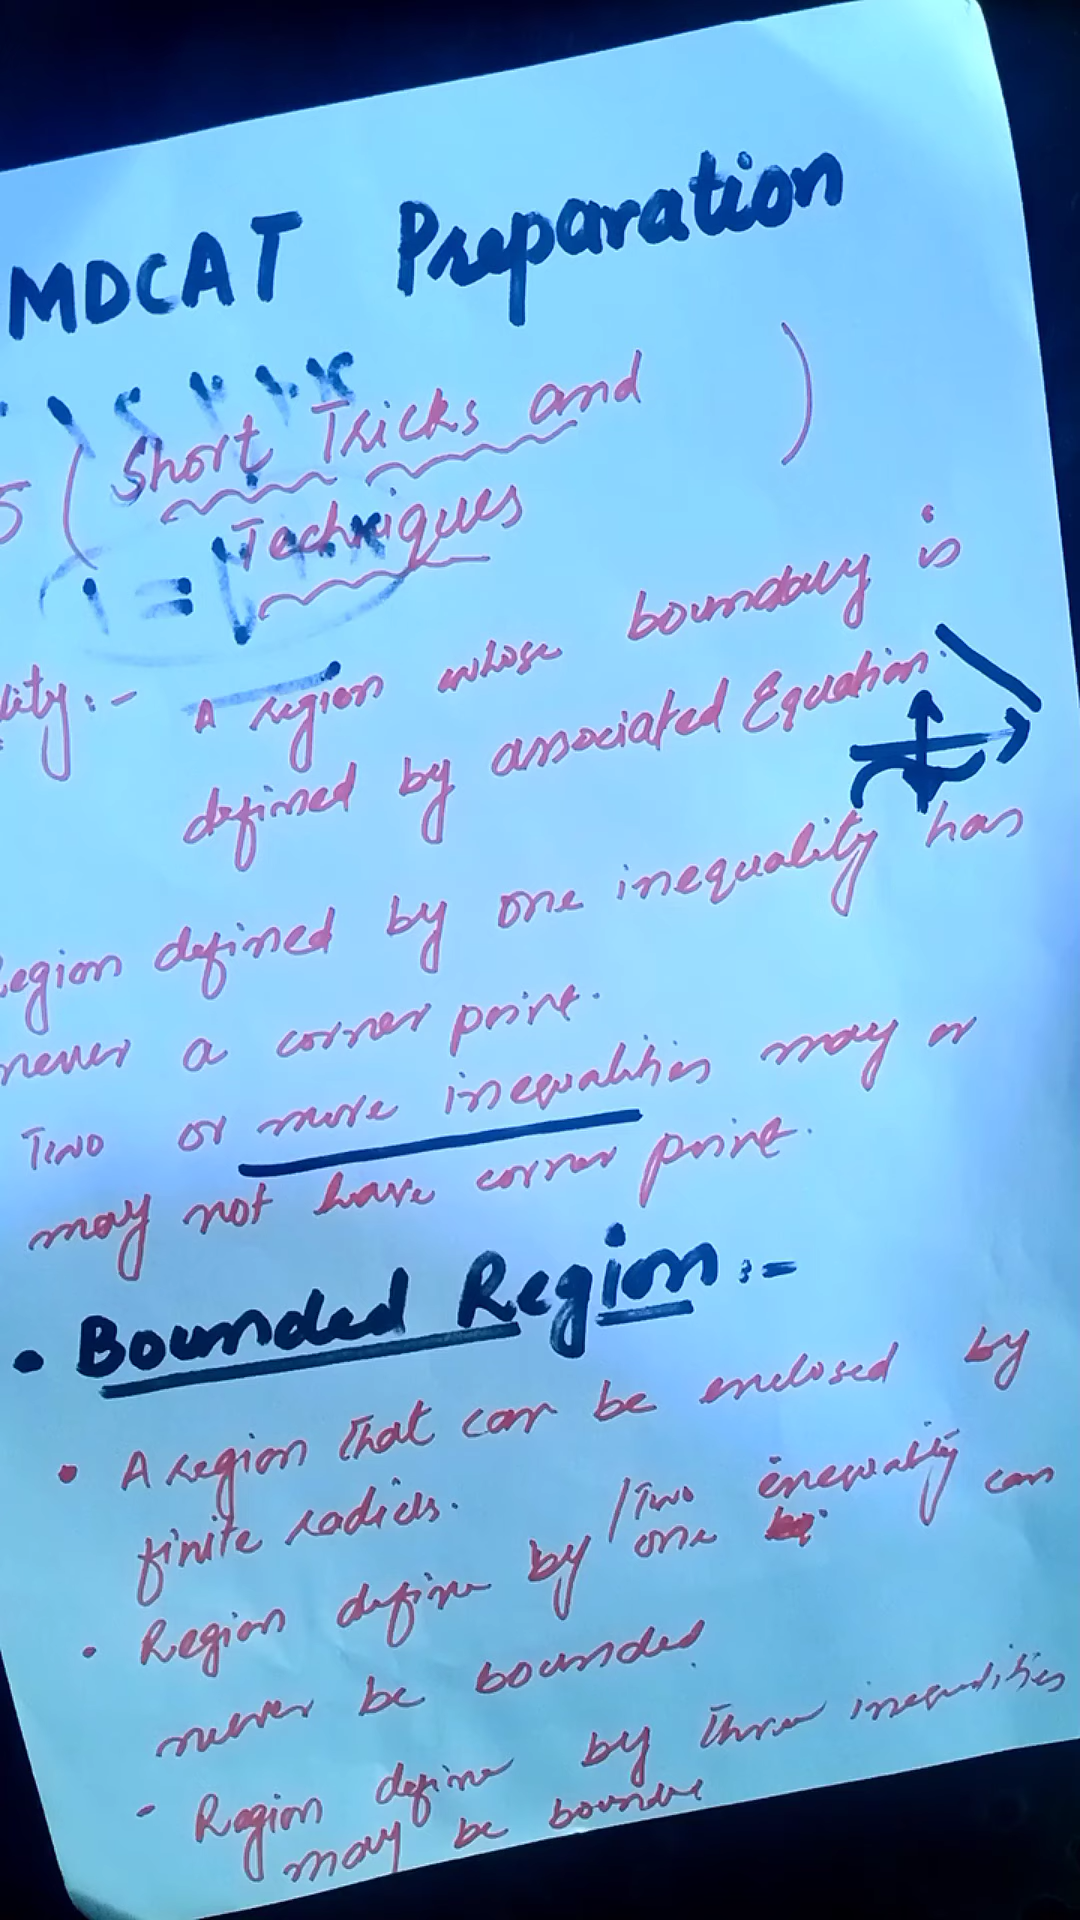 MDCAT Preparation
5 ( Short Tricks and )
Techniques
lity:- A region whose boundary is
defined by associated Equation.
Region defined by one inequality has
never a corner point.
Two or more inequalities may or
may not have corner point.
• Bounded Region :-
• A region that can be enclosed by
finite radius.
• Region define by one / Two inequality can
never be bounded.
• Region define by three inequalities
may be bounde